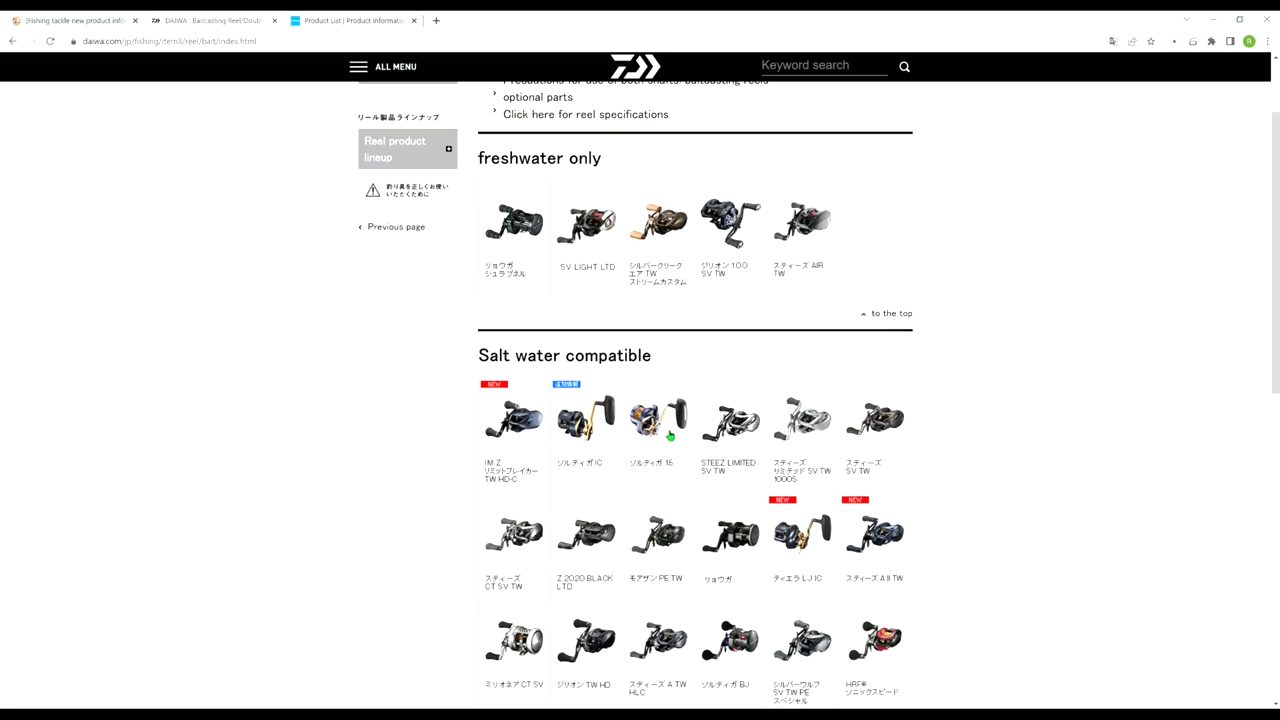 [Fishing tackle new product infor
DAIWA : Baitcasting Reel/Doubl
Product List | Product Informatio
daiwa.com/jp/fishing/item3/reel/bait/index.html
ALL MENU
Keyword search
optional parts
Click here for reel specifications
リール製品ラインナップ
Reel product
lineup
釣り具を正しくお使い
いただくために
Previous page
freshwater only
リョウガ
シュラプネル
SV LIGHT LTD
シルバークリーク
エア TW
ストリームカスタム
ジリオン 100
SV TW
スティーズ AIR
TW
to the top
Salt water compatible
NEW
追加情報
IM Z
リミットブレイカー
TW HD-C
ソルティガ IC
ソルティガ 15
STEEZ LIMITED
SV TW
スティーズ
リミテッド SV TW
1000S
スティーズ
SV TW
NEW
NEW
スティーズ
CT SV TW
Z 2020 BLACK
LTD
モアザン PE TW
リョウガ
ティエラ LJ IC
スティーズ A II TW
ミリオネア CT SV
ジリオン TW HD
スティーズ A TW
HLC
ソルティガ BJ
シルバーウルフ
SV TW PE
スペシャル
HRF®
ソニックスピード